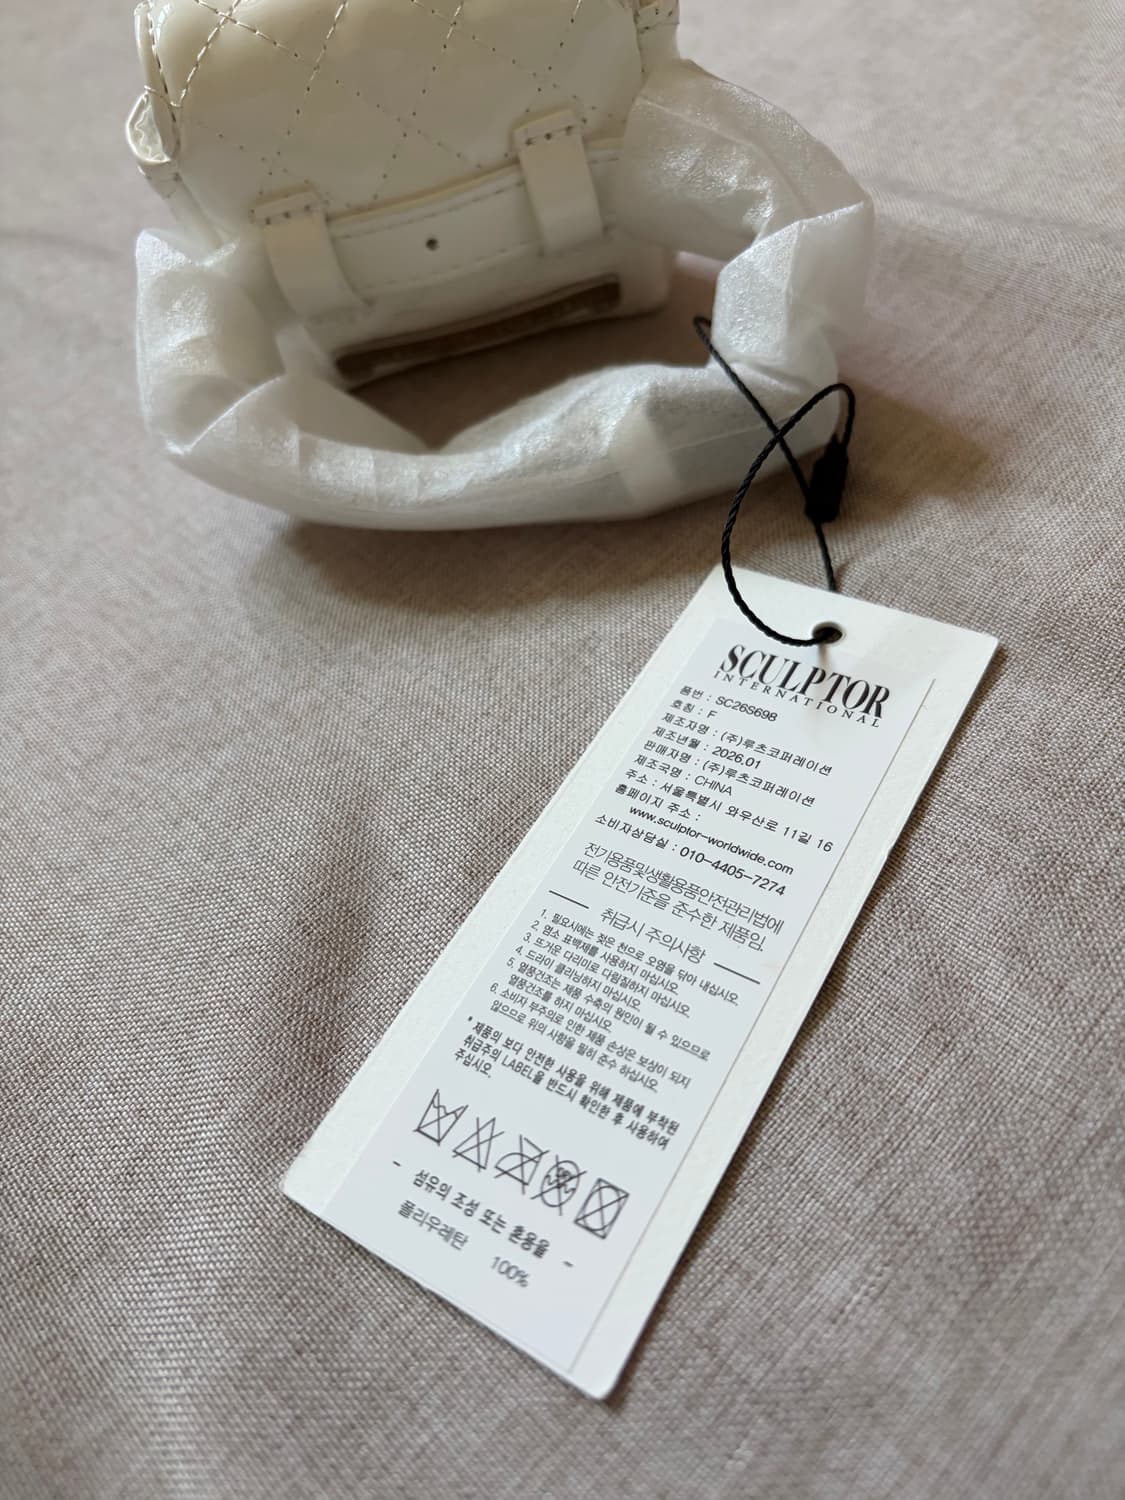 SCULPTOR
INTERNATIONAL
품번 : SC26S698
호칭 : F
제조자명 : (주)루츠코퍼레이션
제조년월 : 2026.01
판매자명 : (주)루츠코퍼레이션
제조국명 : CHINA
주소 : 서울특별시 와우산로 11길 16
홈페이지 주소 :
www.sculptor-worldwide.com
소비자상담실 : 010-4405-7274
전기용품및생활용품안전관리법에
따른 안전기준을 준수한 제품임.
취급시 주의사항
1. 필요시에는 젖은 천으로 오염을 닦아 내십시오.
2. 염소 표백제를 사용하지 마십시오.
3. 뜨거운 다리미로 다림질하지 마십시오.
4. 드라이 클리닝하지 마십시오.
5. 열풍건조는 제품 수축의 원인이 될 수 있으므로
열풍건조를 하지 마십시오.
6. 소비자 부주의로 인한 제품 손상은 보상이 되지
않으므로 위의 사항을 필히 준수 하십시오.
* 제품의 보다 안전한 사용을 위해 제품에 부착된
취급주의 LABEL을 반드시 확인한 후 사용하여
주십시오.
- 섬유의 조성 또는 혼용율 -
폴리우레탄 100%